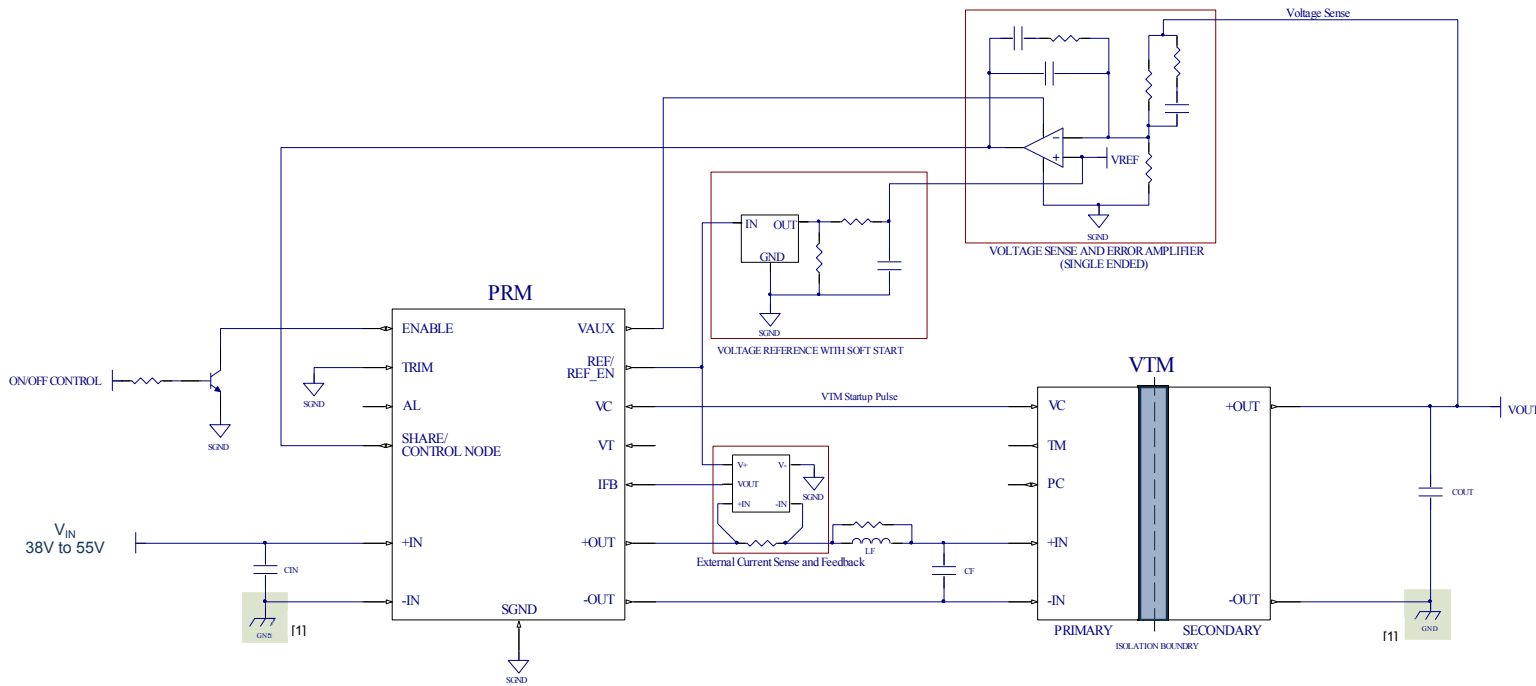 Voltage Sense
VREF
SGND
VOLTAGE SENSE AND ERROR AMPLIFIER
(SINGLE ENDED)
IN
OUT
GND
SGND
VOLTAGE REFERENCE WITH SOFT START
PRM
ENABLE
TRIM
AL
SHARE/
CONTROL NODE
+IN
-IN
VAUX
REF/
REF_EN
VC
VT
IFB
+OUT
-OUT
SGND
SGND
ON/OFF CONTROL
SGND
SGND
VIN
38V to 55V
CIN
[1]
VTM Startup Pulse
V+
V-
VOUT
+IN
-IN
SGND
External Current Sense and Feedback
LF
CF
VTM
VC
TM
PC
+IN
-IN
+OUT
-OUT
PRIMARY
SECONDARY
ISOLATION BOUNDRY
VOUT
COUT
GND
[1]